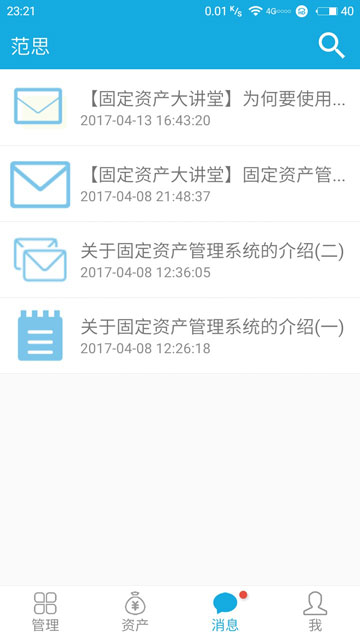 23:21
0.01 K/s
4G
40
范思
【固定资产大讲堂】为何要使用...
2017-04-13 16:43:20
【固定资产大讲堂】固定资产管...
2017-04-08 21:48:37
关于固定资产管理系统的介绍(二)
2017-04-08 12:36:05
关于固定资产管理系统的介绍(一)
2017-04-08 12:26:18
管理
资产
消息
我